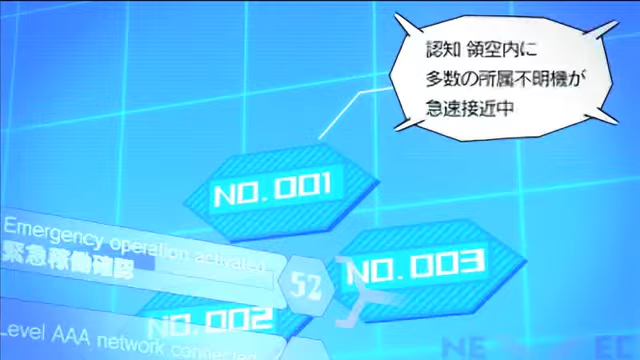 認知 領空内に
多数の所属不明機が
急速接近中
NO.001
Emergency operation activated
緊急稼働確認
52
NO.003
NO.002
Level AAA network connected